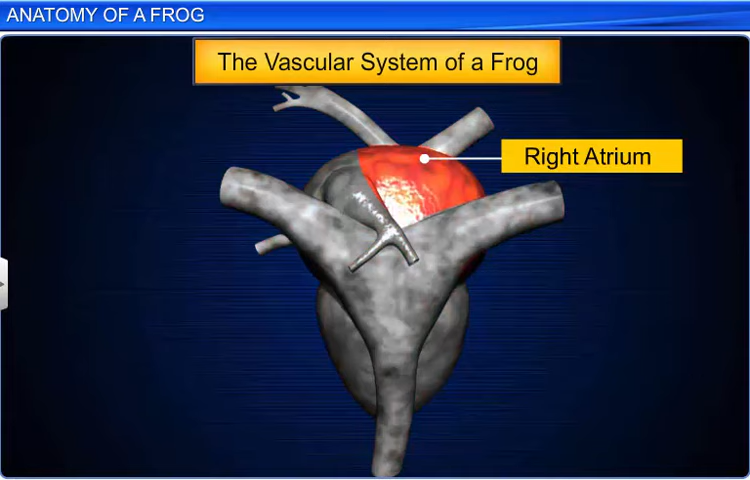 ANATOMY OF A FROG
The Vascular System of a Frog
Right Atrium